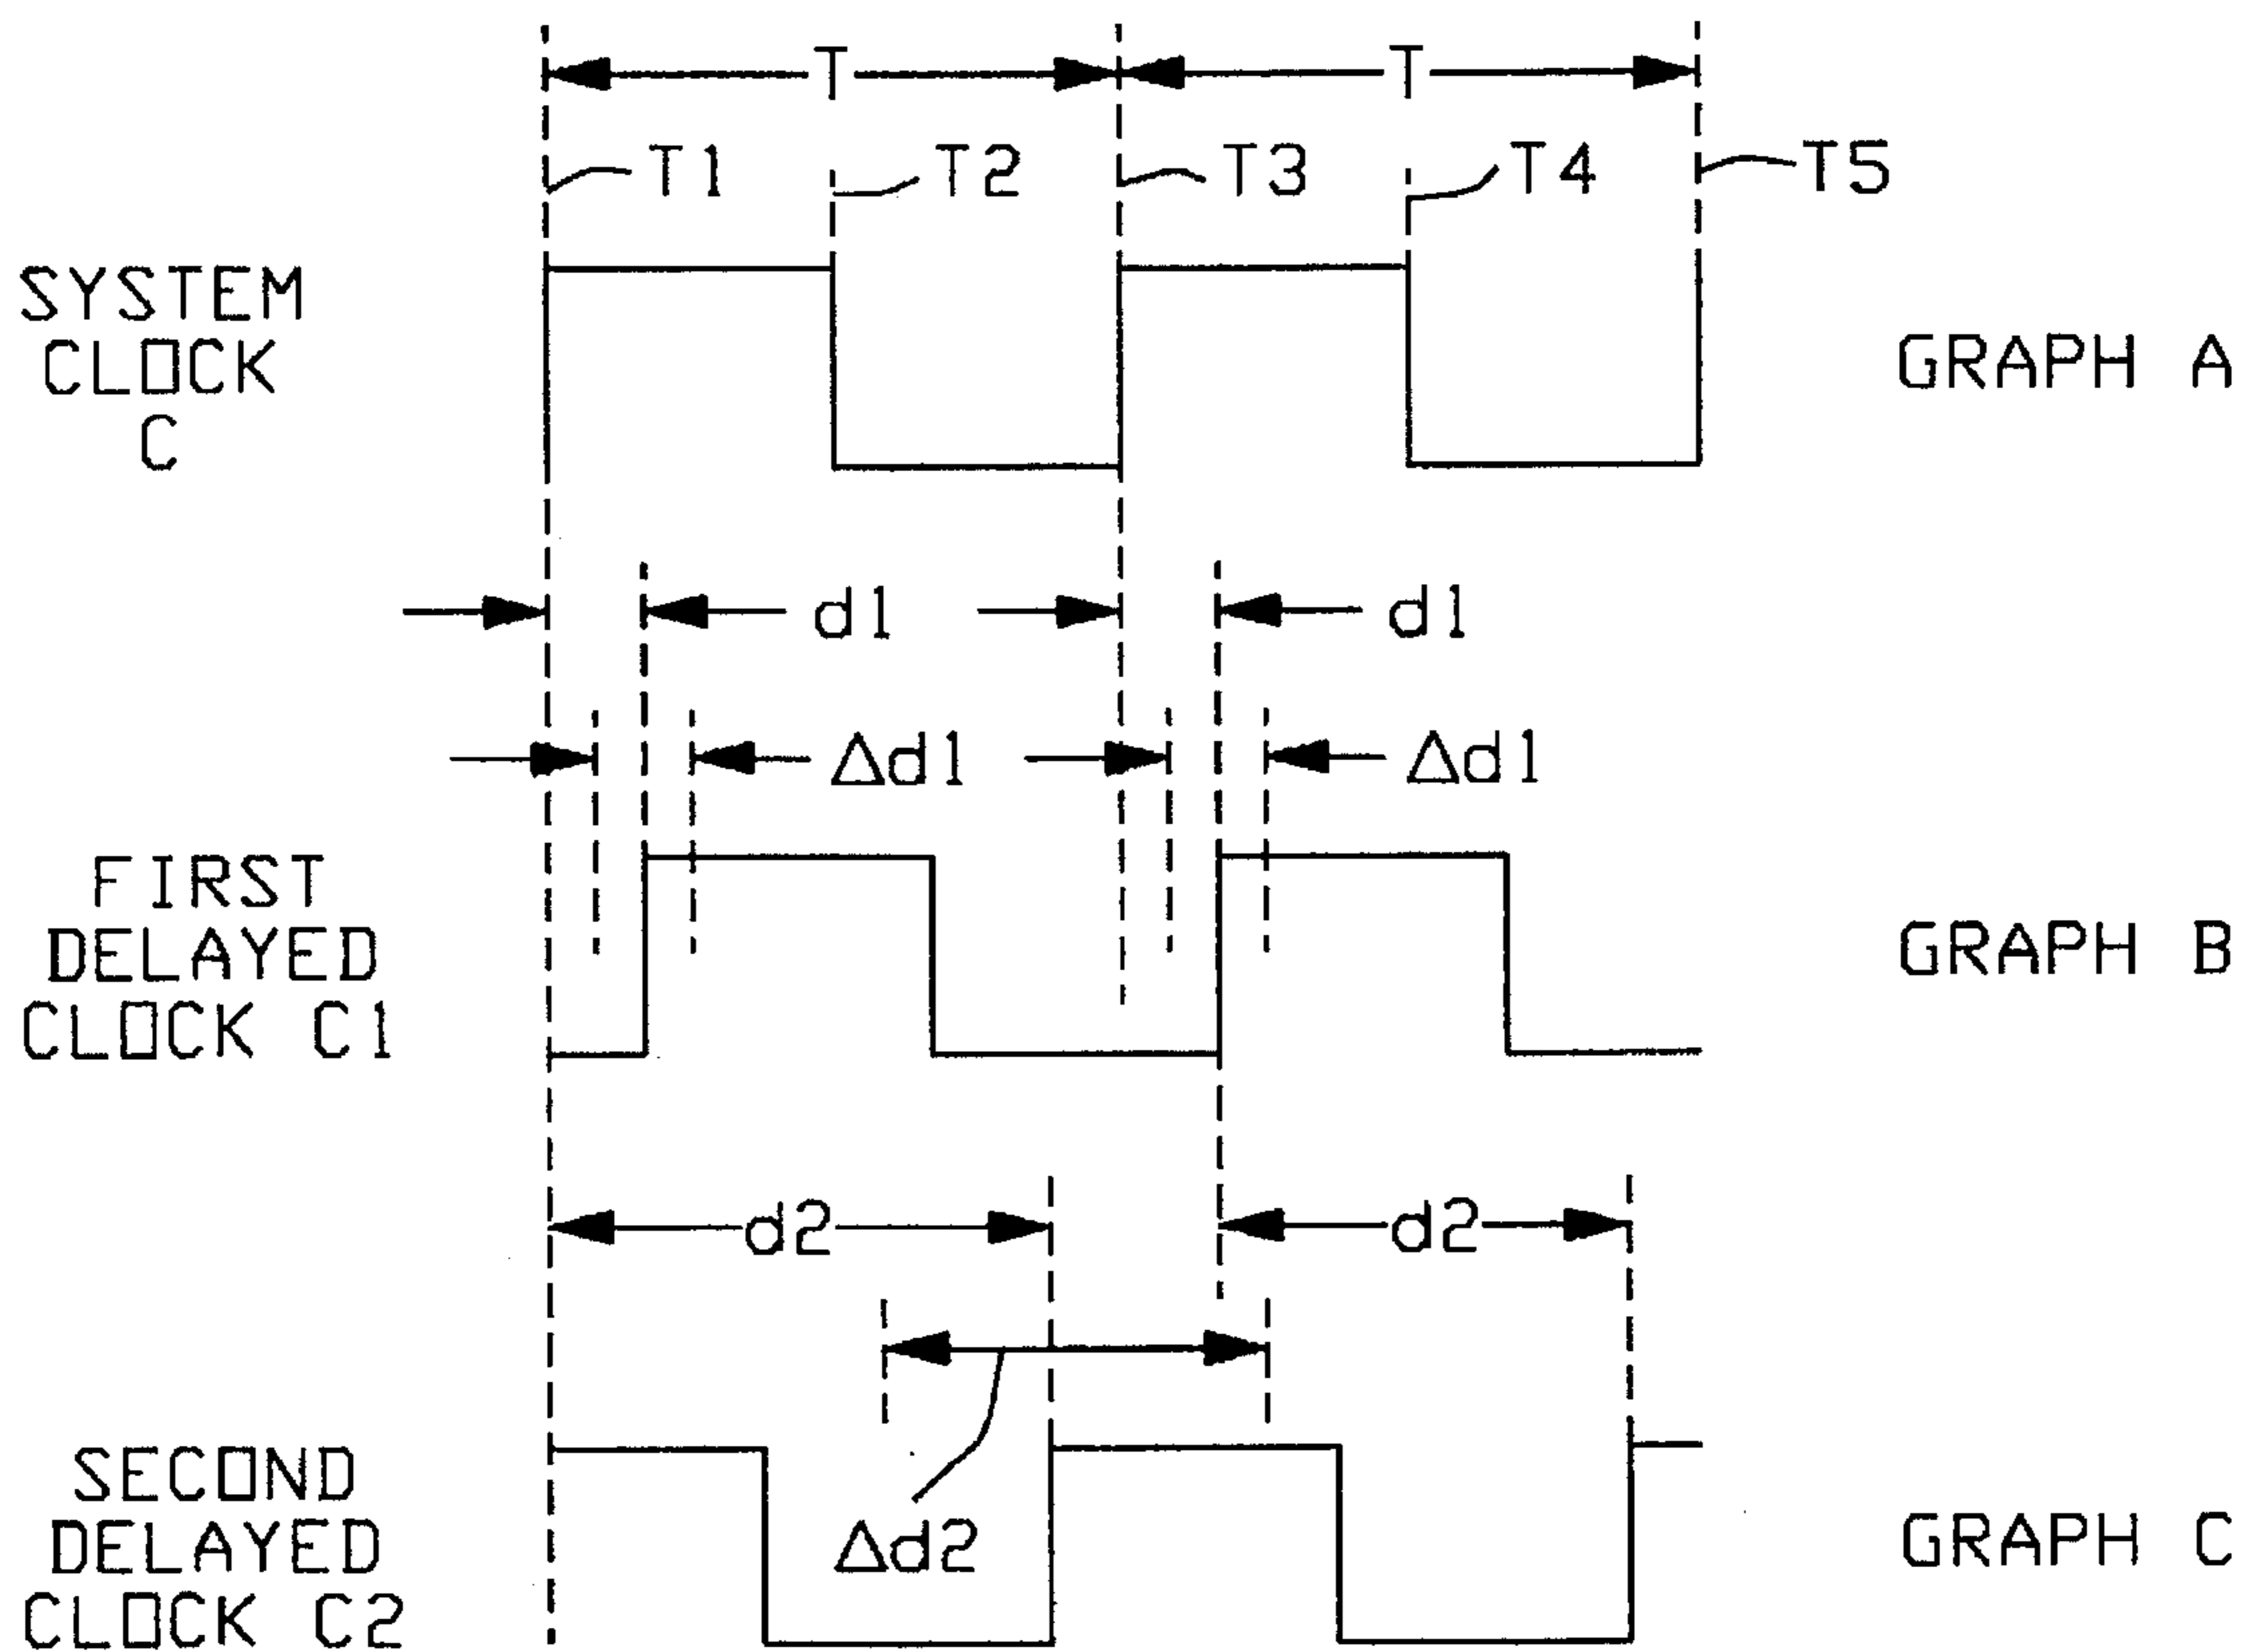 T T
T1 T2 T3 T4 T5
SYSTEM
CLOCK
C
GRAPH A
d1 d1
Δd1 Δd1
FIRST
DELAYED
CLOCK C1
GRAPH B
d2 d2
Δd2
SECOND
DELAYED
CLOCK C2
GRAPH C